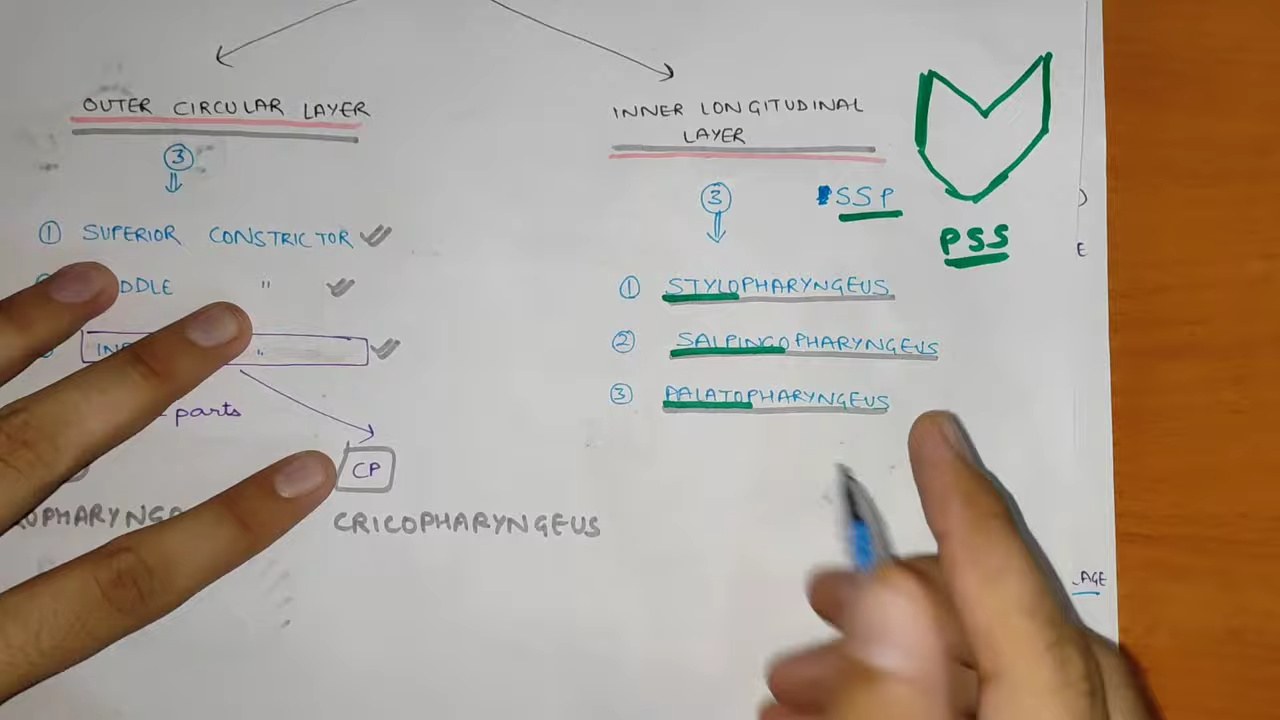 OUTER CIRCULAR LAYER
3
1 SUPERIOR CONSTRICTOR
"
"
parts
CP
CRICOPHARYNGEUS
INNER LONGITUDINAL
LAYER
3
SSP
1 STYLOPHARYNGEUS
2 SALPINGOPHARYNGEUS
3 PALATOPHARYNGEUS
PSS